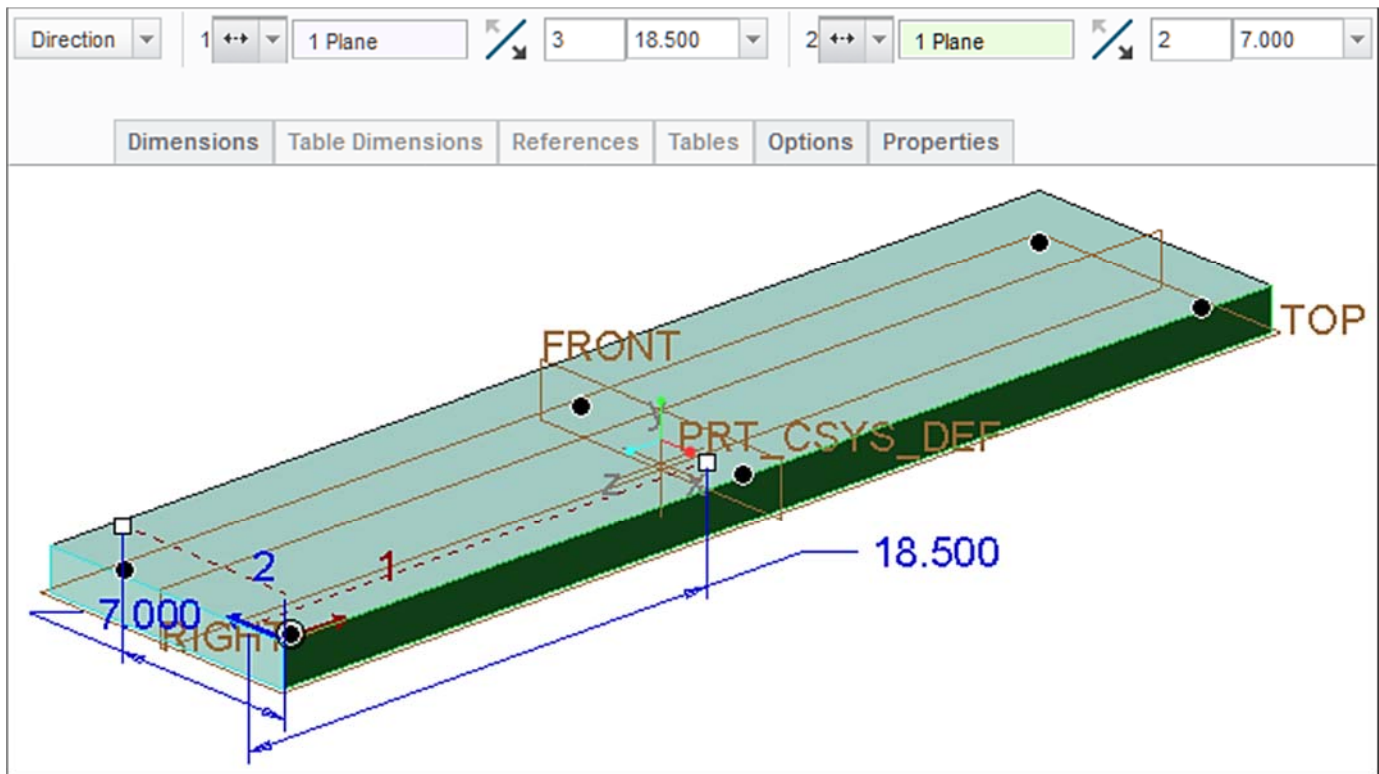 Direction 1 1 Plane 3 18.500 2 1 Plane 2 7.000
Dimensions Table Dimensions References Tables Options Properties
TOP
FRONT
y
PRT_CSYS_DEF
z x
18.500
2 1
7.000
RIGHT